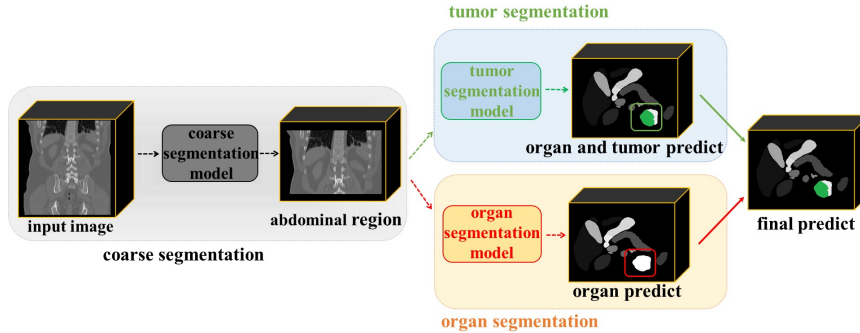 tumor segmentation
tumor
segmentation
model
organ and tumor predict
coarse
segmentation
model
input image
abdominal region
coarse segmentation
organ
segmentation
model
organ predict
organ segmentation
final predict